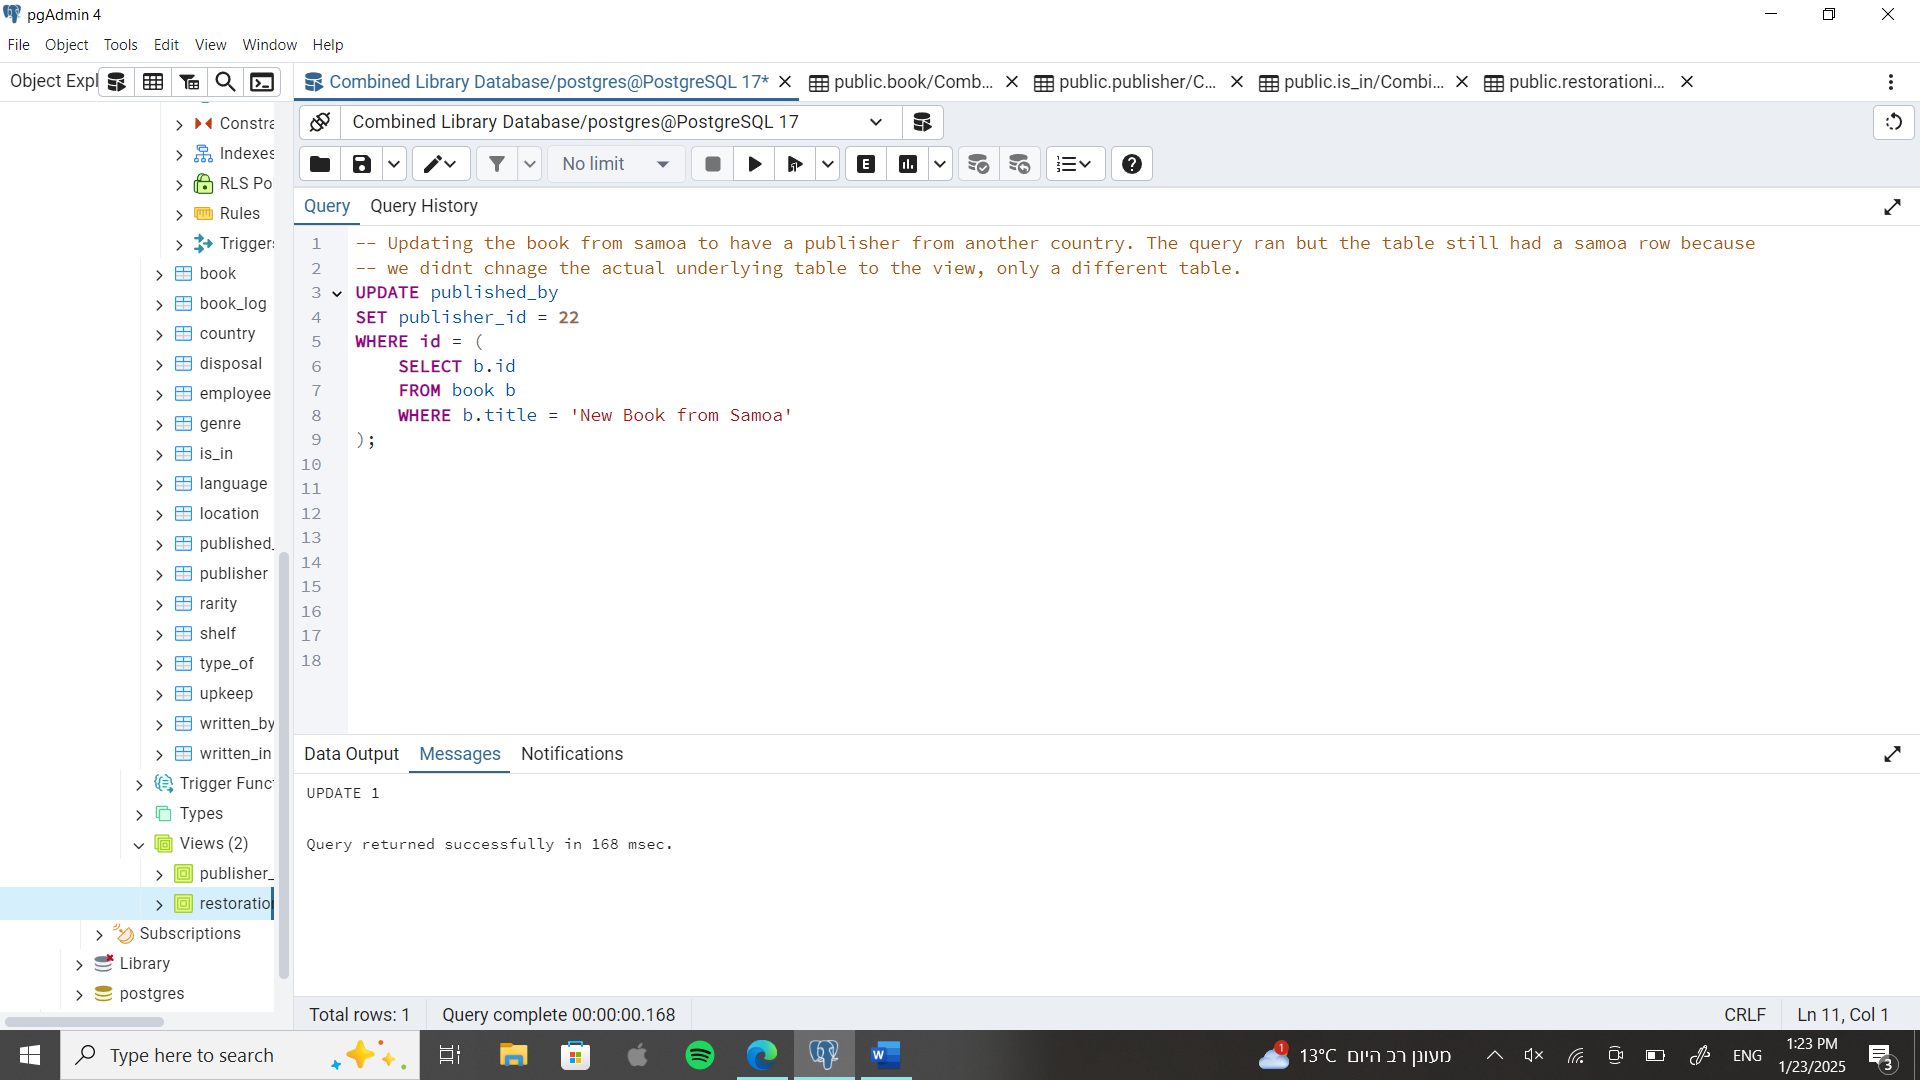 pgAdmin 4
File Object Tools Edit View Window Help
Object Expl
Combined Library Database/postgres@PostgreSQL 17*
public.book/Comb...
public.publisher/C...
public.is_in/Combi...
public.restorationi...
Combined Library Database/postgres@PostgreSQL 17
No limit
E
Query Query History
1 -- Updating the book from samoa to have a publisher from another country. The query ran but the table still had a samoa row because
2 -- we didnt chnage the actual underlying table to the view, only a different table.
3 UPDATE published_by
4 SET publisher_id = 22
5 WHERE id = (
6 SELECT b.id
7 FROM book b
8 WHERE b.title = 'New Book from Samoa'
9 );
10
11
12
13
14
15
16
17
18
Constra
Indexes
RLS Po
Rules
Triggers
book
book_log
country
disposal
employee
genre
is_in
language
location
published_
publisher
rarity
shelf
type_of
upkeep
written_by
written_in
Trigger Funct
Types
Views (2)
publisher_
restoration
Subscriptions
Library
postgres
Data Output Messages Notifications
UPDATE 1
Query returned successfully in 168 msec.
Total rows: 1
Query complete 00:00:00.168
CRLF
Ln 11, Col 1
Type here to search
W
1
13°C מעונן רב היום
ENG
1:23 PM
1/23/2025
3